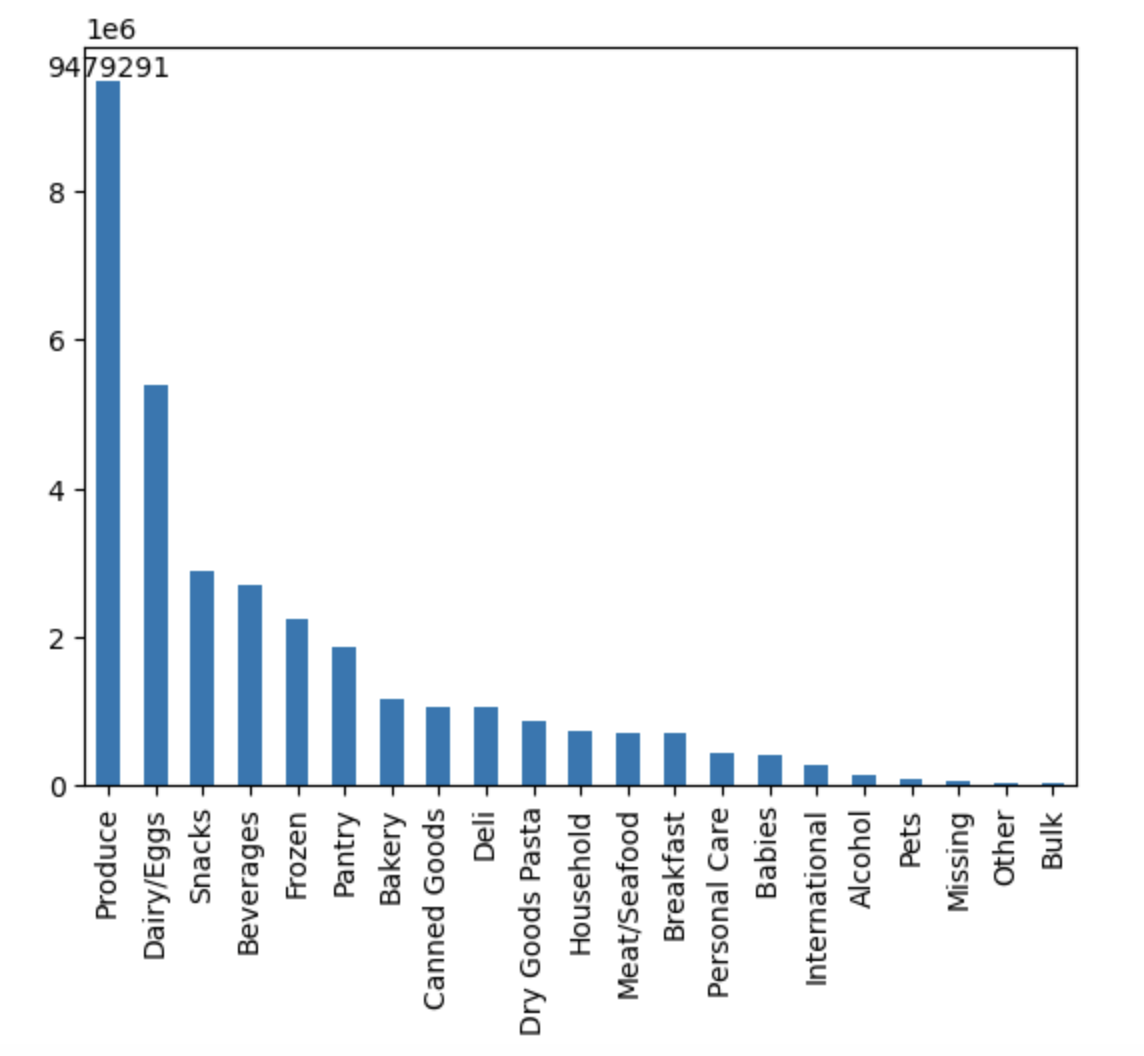 1e6
9479291
8
6
4
2
0
Produce
Dairy/Eggs
Snacks
Beverages
Frozen
Pantry
Bakery
Canned Goods
Deli
Dry Goods Pasta
Household
Meat/Seafood
Breakfast
Personal Care
Babies
International
Alcohol
Pets
Missing
Other
Bulk